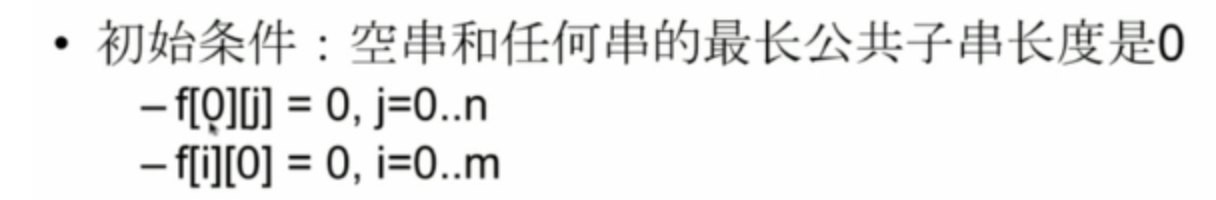 • 初始条件：空串和任何串的最长公共子串长度是0
– f[0][j] = 0, j=0..n
– f[i][0] = 0, i=0..m